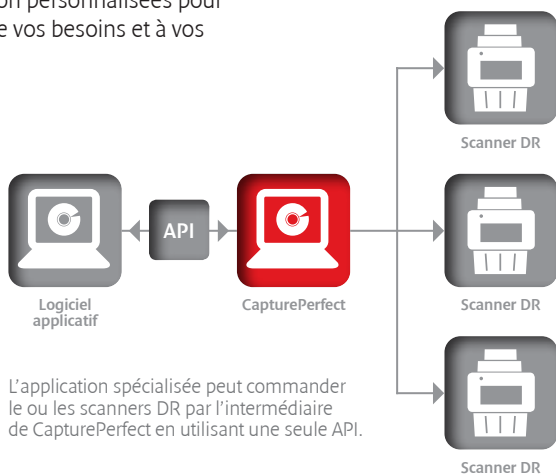 on personnalisées pour
e vos besoins et à vos
Scanner DR
API
Logiciel
applicatif
CapturePerfect
Scanner DR
L'application spécialisée peut commander
le ou les scanners DR par l'intermédiaire
de CapturePerfect en utilisant une seule API.
Scanner DR